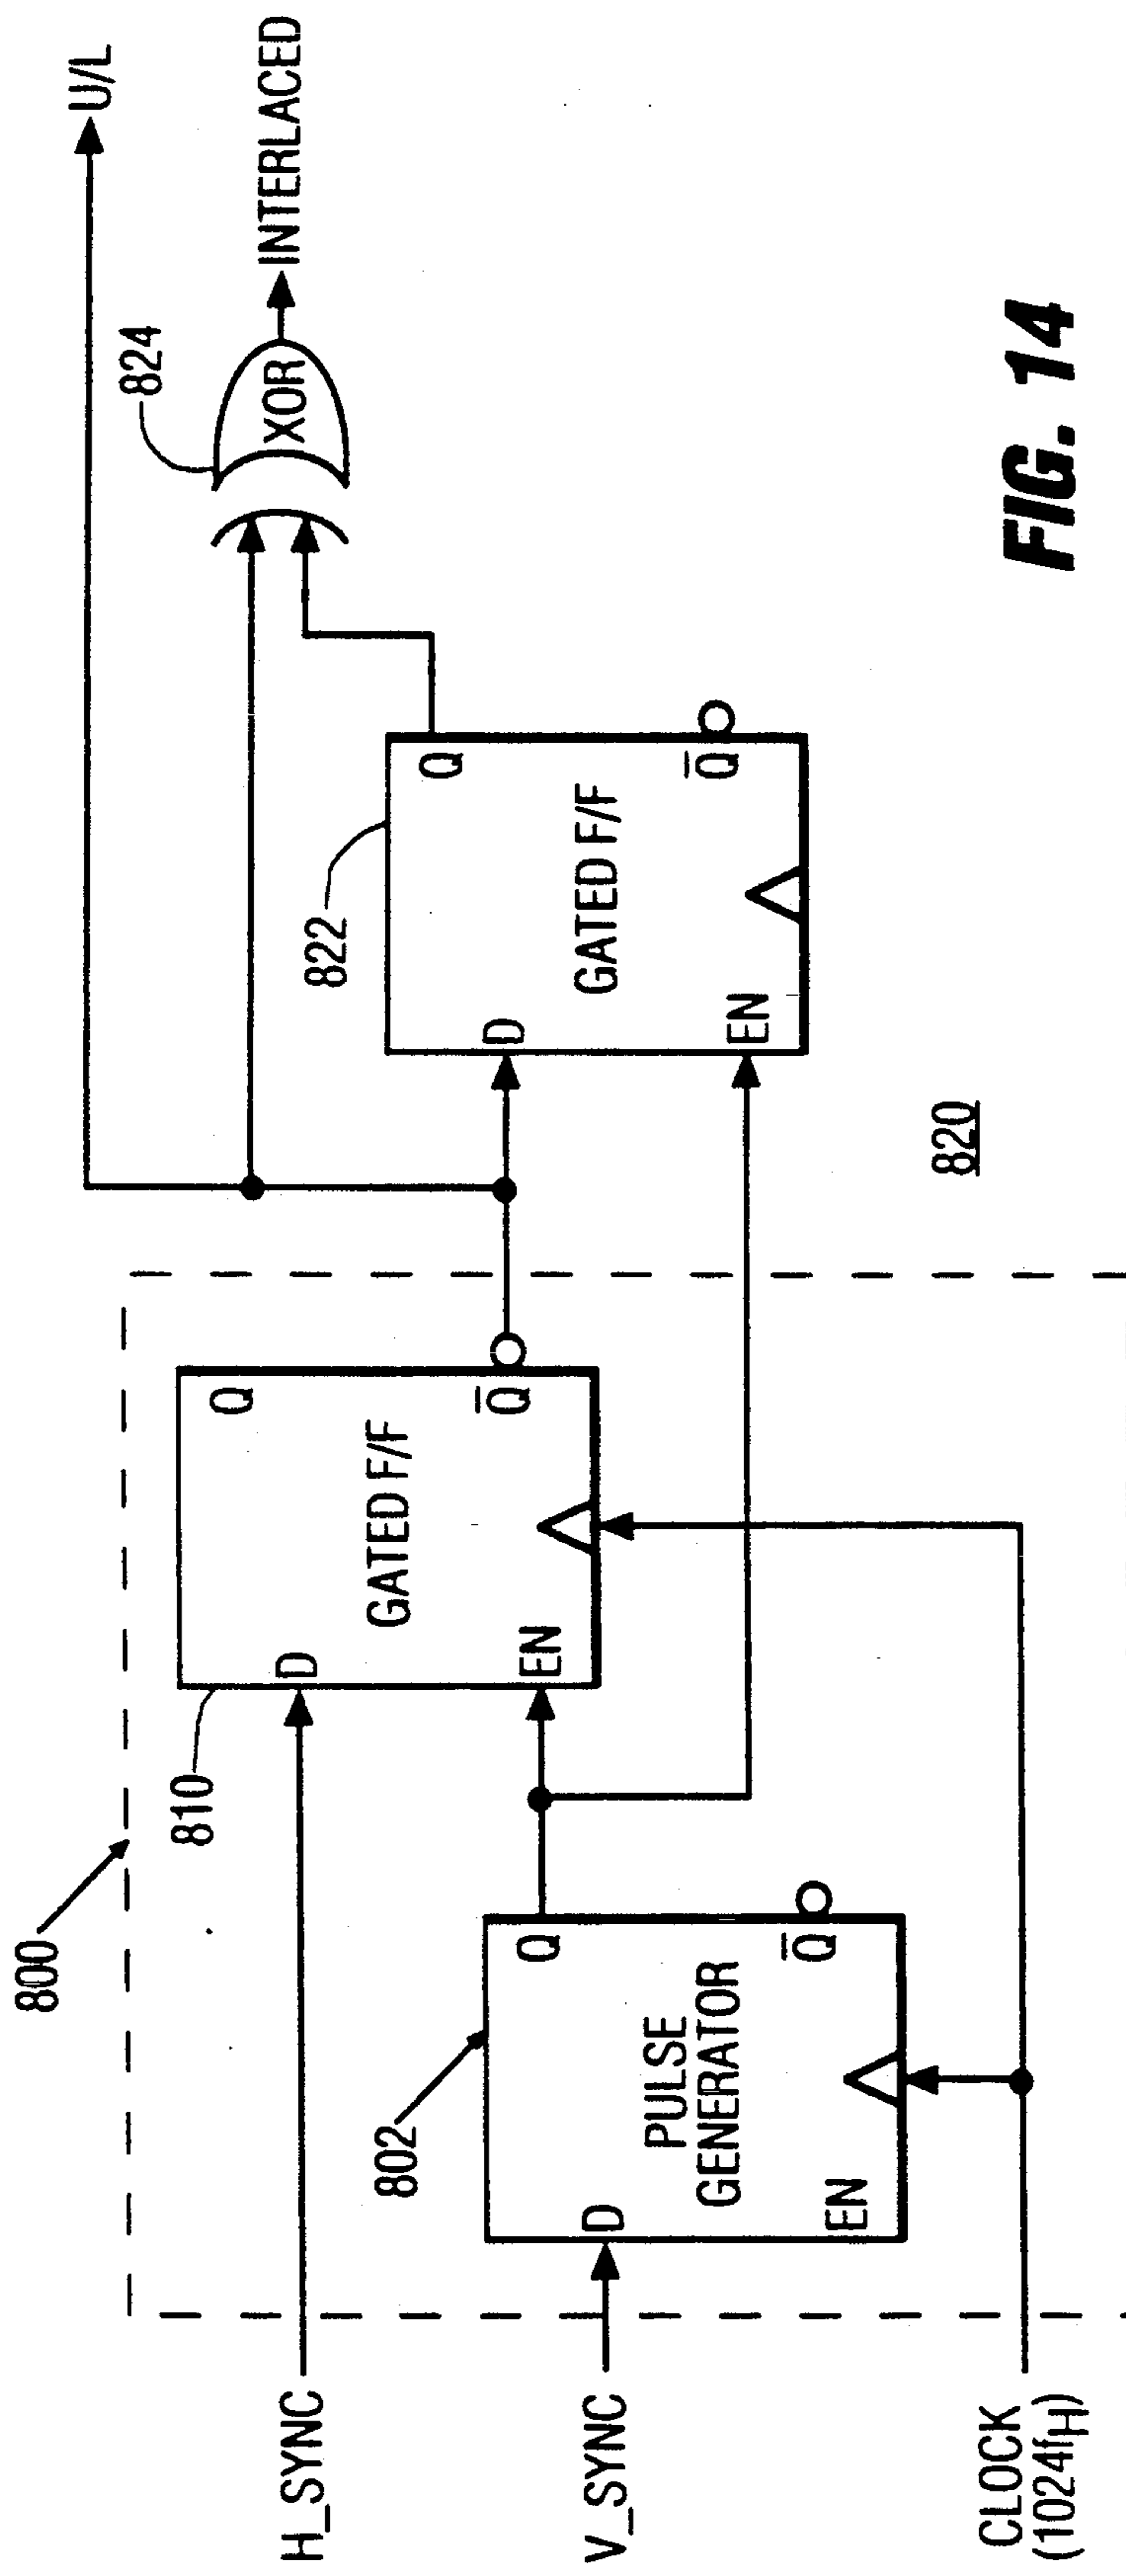 800
H_SYNC
V_SYNC
CLOCK
(1024fH)
802
D
EN
PULSE
GENERATOR
Q
Q̅
810
D
EN
GATED F/F
Q
Q̅
820
822
D
EN
GATED F/F
Q
Q̅
824
XOR
U/L
INTERLACED
FIG. 14